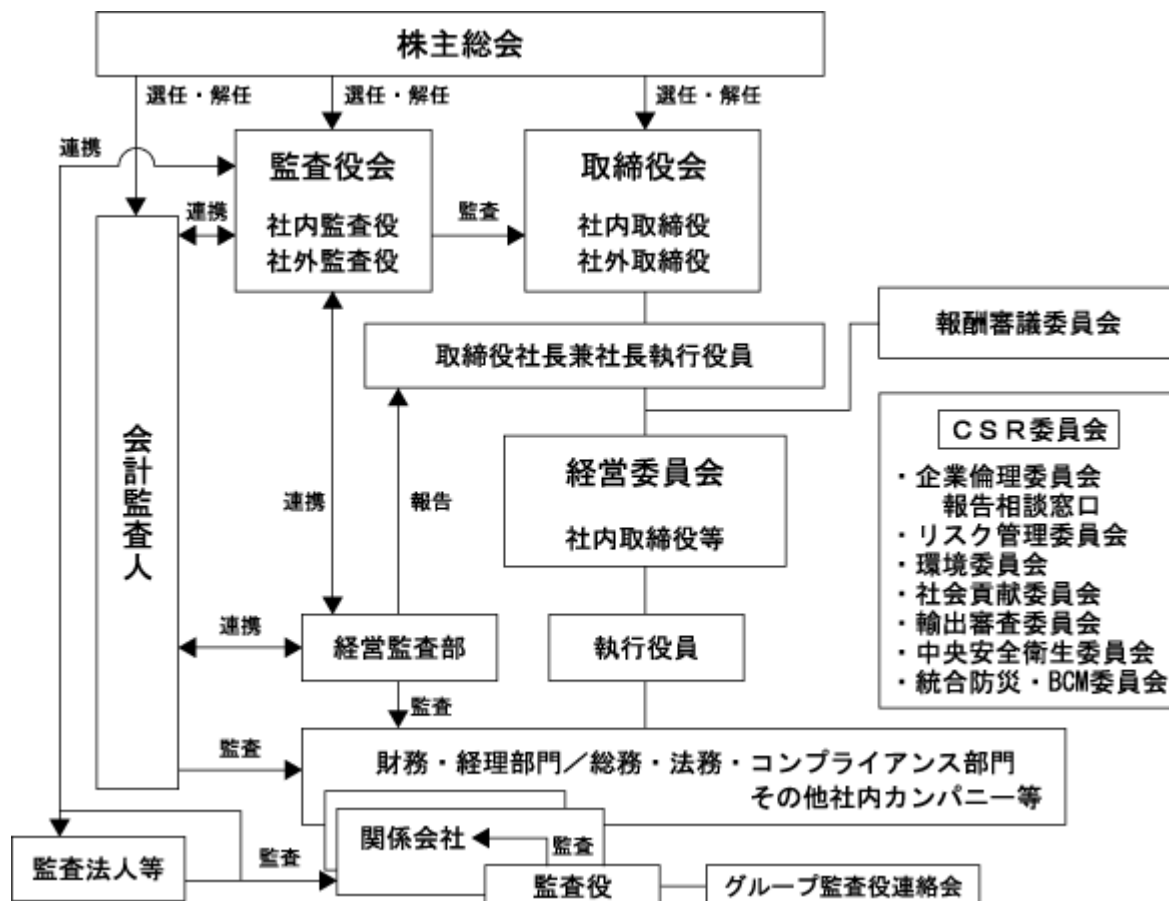 株主総会
選任・解任
選任・解任
選任・解任
連携
監査役会
社内監査役
社外監査役
監査
取締役会
社内取締役
社外取締役
連携
報酬審議委員会
取締役社長兼社長執行役員
会計監査人
ＣＳＲ委員会
・企業倫理委員会
報告相談窓口
・リスク管理委員会
・環境委員会
・社会貢献委員会
・輸出審査委員会
・中央安全衛生委員会
・統合防災・BCM委員会
経営委員会
社内取締役等
連携
報告
連携
経営監査部
執行役員
監査
監査
財務・経理部門／総務・法務・コンプライアンス部門
その他社内カンパニー等
関係会社
監査
監査法人等
監査
監査役
グループ監査役連絡会